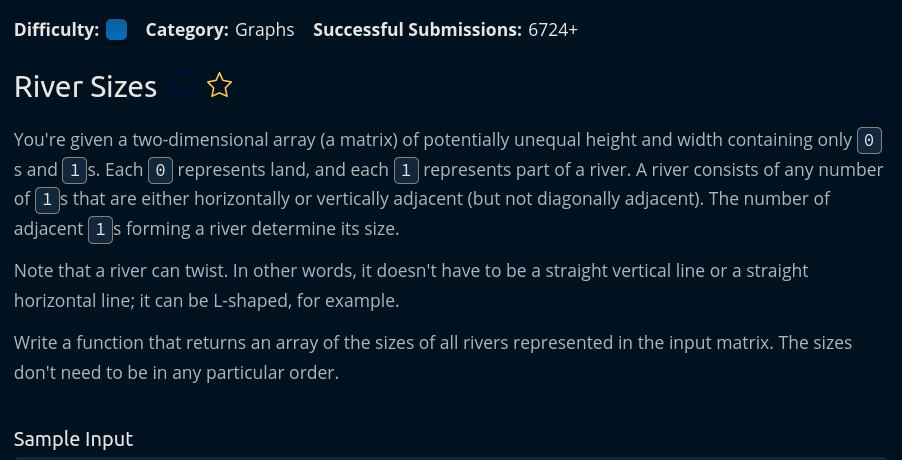 Difficulty: Category: Graphs Successful Submissions: 6724+
River Sizes
You're given a two-dimensional array (a matrix) of potentially unequal height and width containing only 0
s and 1s. Each 0 represents land, and each 1 represents part of a river. A river consists of any number
of 1s that are either horizontally or vertically adjacent (but not diagonally adjacent). The number of
adjacent 1s forming a river determine its size.
Note that a river can twist. In other words, it doesn't have to be a straight vertical line or a straight
horizontal line; it can be L-shaped, for example.
Write a function that returns an array of the sizes of all rivers represented in the input matrix. The sizes
don't need to be in any particular order.
Sample Input